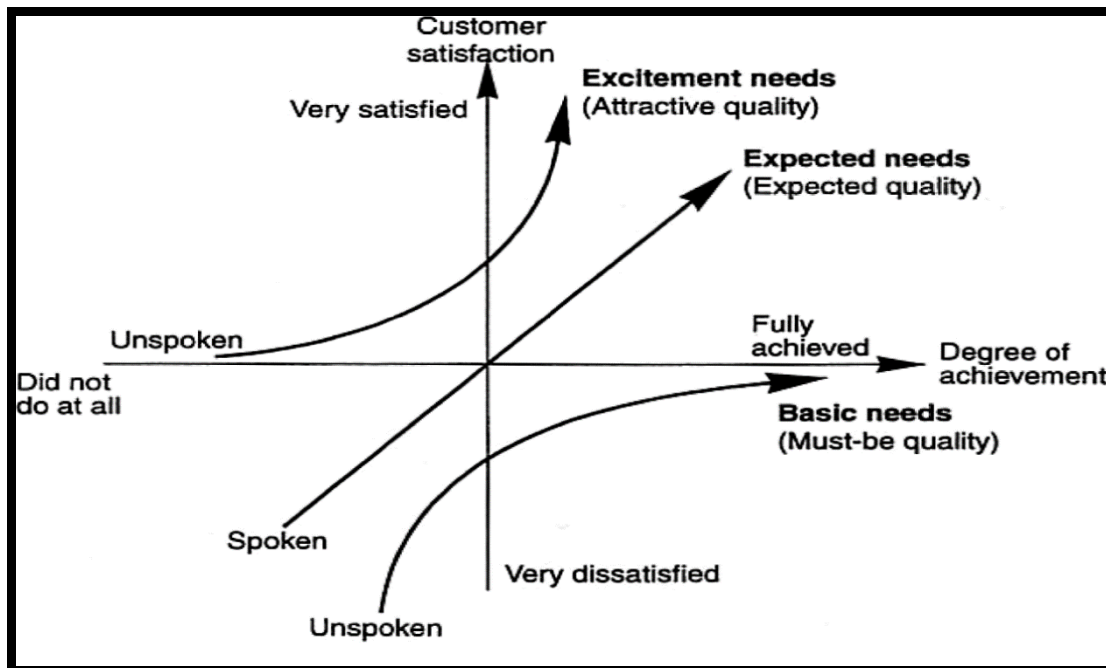 Customer
satisfaction
Excitement needs
(Attractive quality)
Very satisfied
Expected needs
(Expected quality)
Unspoken
Fully
achieved
Degree of
achievement
Did not
do at all
Basic needs
(Must-be quality)
Spoken
Very dissatisfied
Unspoken